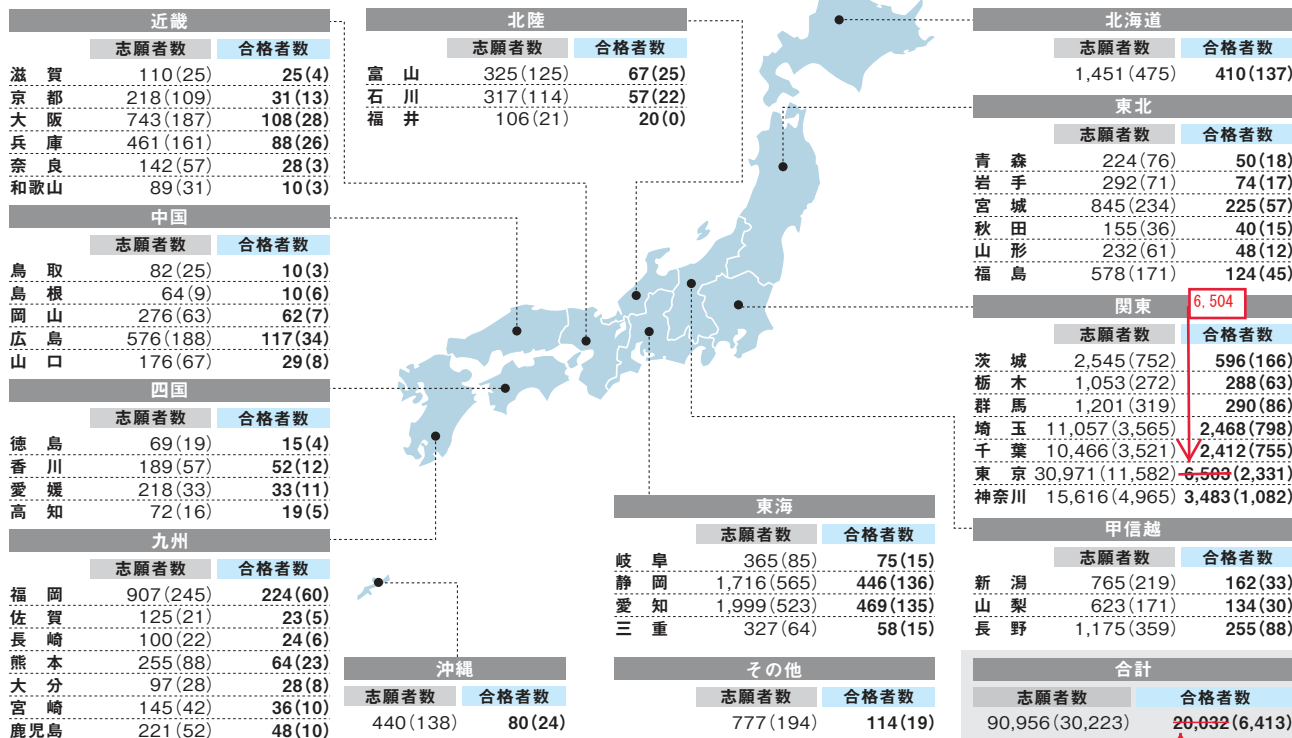 近畿
志願者数 合格者数
滋賀 110(25) 25(4)
京都 218(109) 31(13)
大阪 743(187) 108(28)
兵庫 461(161) 88(26)
奈良 142(57) 28(3)
和歌山 89(31) 10(3)
中国
志願者数 合格者数
鳥取 82(25) 10(3)
島根 64(9) 10(6)
岡山 276(63) 62(7)
広島 576(188) 117(34)
山口 176(67) 29(8)
四国
志願者数 合格者数
徳島 69(19) 15(4)
香川 189(57) 52(12)
愛媛 218(33) 33(11)
高知 72(16) 19(5)
九州
志願者数 合格者数
福岡 907(245) 224(60)
佐賀 125(21) 23(5)
長崎 100(22) 24(6)
熊本 255(88) 64(23)
大分 97(28) 28(8)
宮崎 145(42) 36(10)
鹿児島 221(52) 48(10)
北陸
志願者数 合格者数
富山 325(125) 67(25)
石川 317(114) 57(22)
福井 106(21) 20(0)
沖縄
志願者数 合格者数
440(138) 80(24)
東海
志願者数 合格者数
岐阜 365(85) 75(15)
静岡 1,716(565) 446(136)
愛知 1,999(523) 469(135)
三重 327(64) 58(15)
その他
志願者数 合格者数
777(194) 114(19)
北海道
志願者数 合格者数
1,451(475) 410(137)
東北
志願者数 合格者数
青森 224(76) 50(18)
岩手 292(71) 74(17)
宮城 845(234) 225(57)
秋田 155(36) 40(15)
山形 232(61) 48(12)
福島 578(171) 124(45)
関東
6,504
志願者数 合格者数
茨城 2,545(752) 596(166)
栃木 1,053(272) 288(63)
群馬 1,201(319) 290(86)
埼玉 11,057(3,565) 2,468(798)
千葉 10,466(3,521) 2,412(755)
東京 30,971(11,582) 6,503(2,331)
神奈川 15,616(4,965) 3,483(1,082)
甲信越
志願者数 合格者数
新潟 765(219) 162(33)
山梨 623(171) 134(30)
長野 1,175(359) 255(88)
合計
志願者数 合格者数
90,956(30,223) 20,032(6,413)